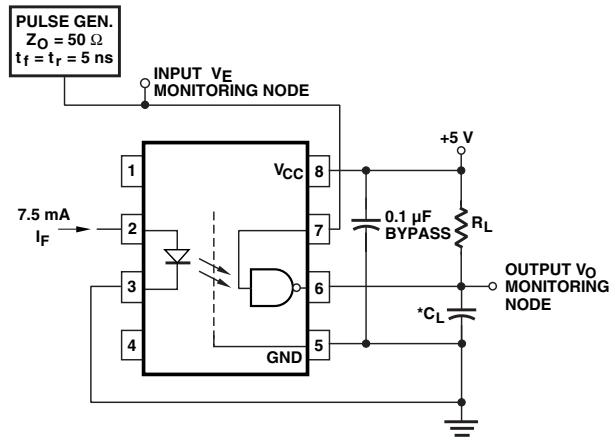 PULSE GEN.
Z_O = 50 Ω
t_f = t_r = 5 ns
INPUT V_E
MONITORING NODE
+5 V
1
V_CC
8
7.5 mA
I_F
2
7
0.1 µF
BYPASS
R_L
3
6
OUTPUT V_O
MONITORING
NODE
*C_L
4
GND
5